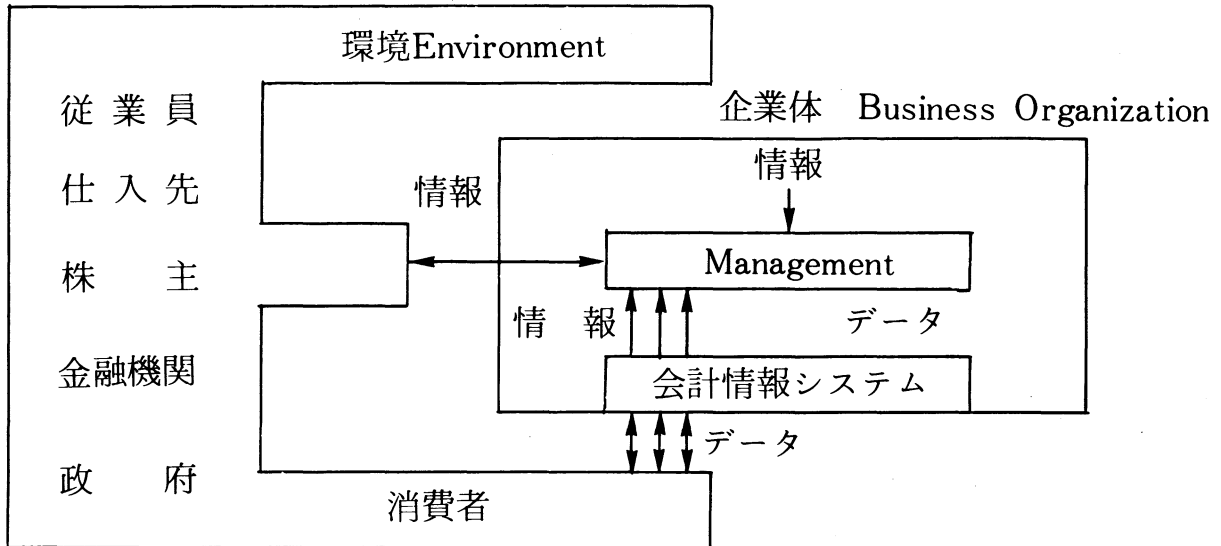 環境Environment
従業員
企業体 Business Organization
情報
仕入先
情報
株主
Management
情報
データ
金融機関
会計情報システム
データ
政府
消費者